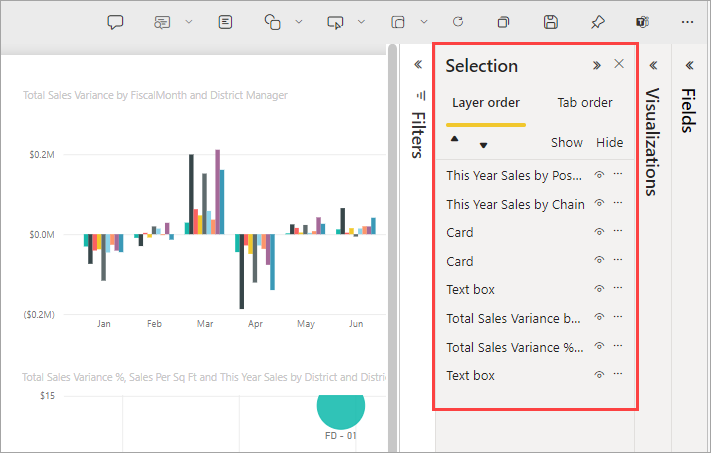 Total Sales Variance by FiscalMonth and District Manager
$0.2M
$0.0M
($0.2M)
Jan Feb Mar Apr May Jun
Total Sales Variance %, Sales Per Sq Ft and This Year Sales by District and Distri
$15
FD - 01
Filters
Selection
Layer order Tab order
Show Hide
This Year Sales by Pos...
This Year Sales by Chain
Card
Card
Text box
Total Sales Variance b...
Total Sales Variance %...
Text box
Visualizations
Fields